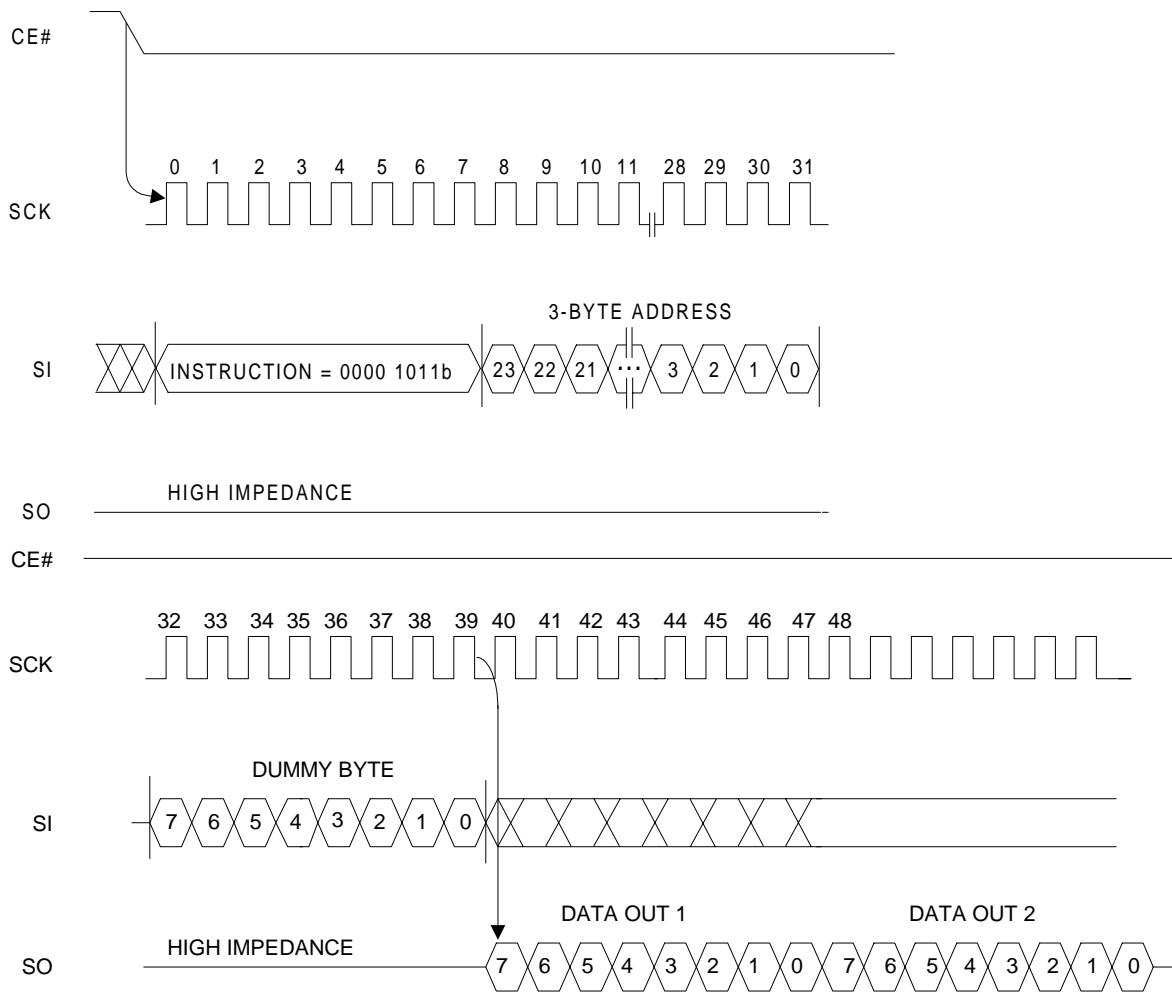 CE#
0 1 2 3 4 5 6 7 8 9 10 11 28 29 30 31
SCK
3-BYTE ADDRESS
SI
INSTRUCTION = 0000 1011b 23 22 21 ... 3 2 1 0
HIGH IMPEDANCE
SO
CE#
32 33 34 35 36 37 38 39 40 41 42 43 44 45 46 47 48
SCK
DUMMY BYTE
SI 7 6 5 4 3 2 1 0
DATA OUT 1 DATA OUT 2
HIGH IMPEDANCE
SO 7 6 5 4 3 2 1 0 7 6 5 4 3 2 1 0